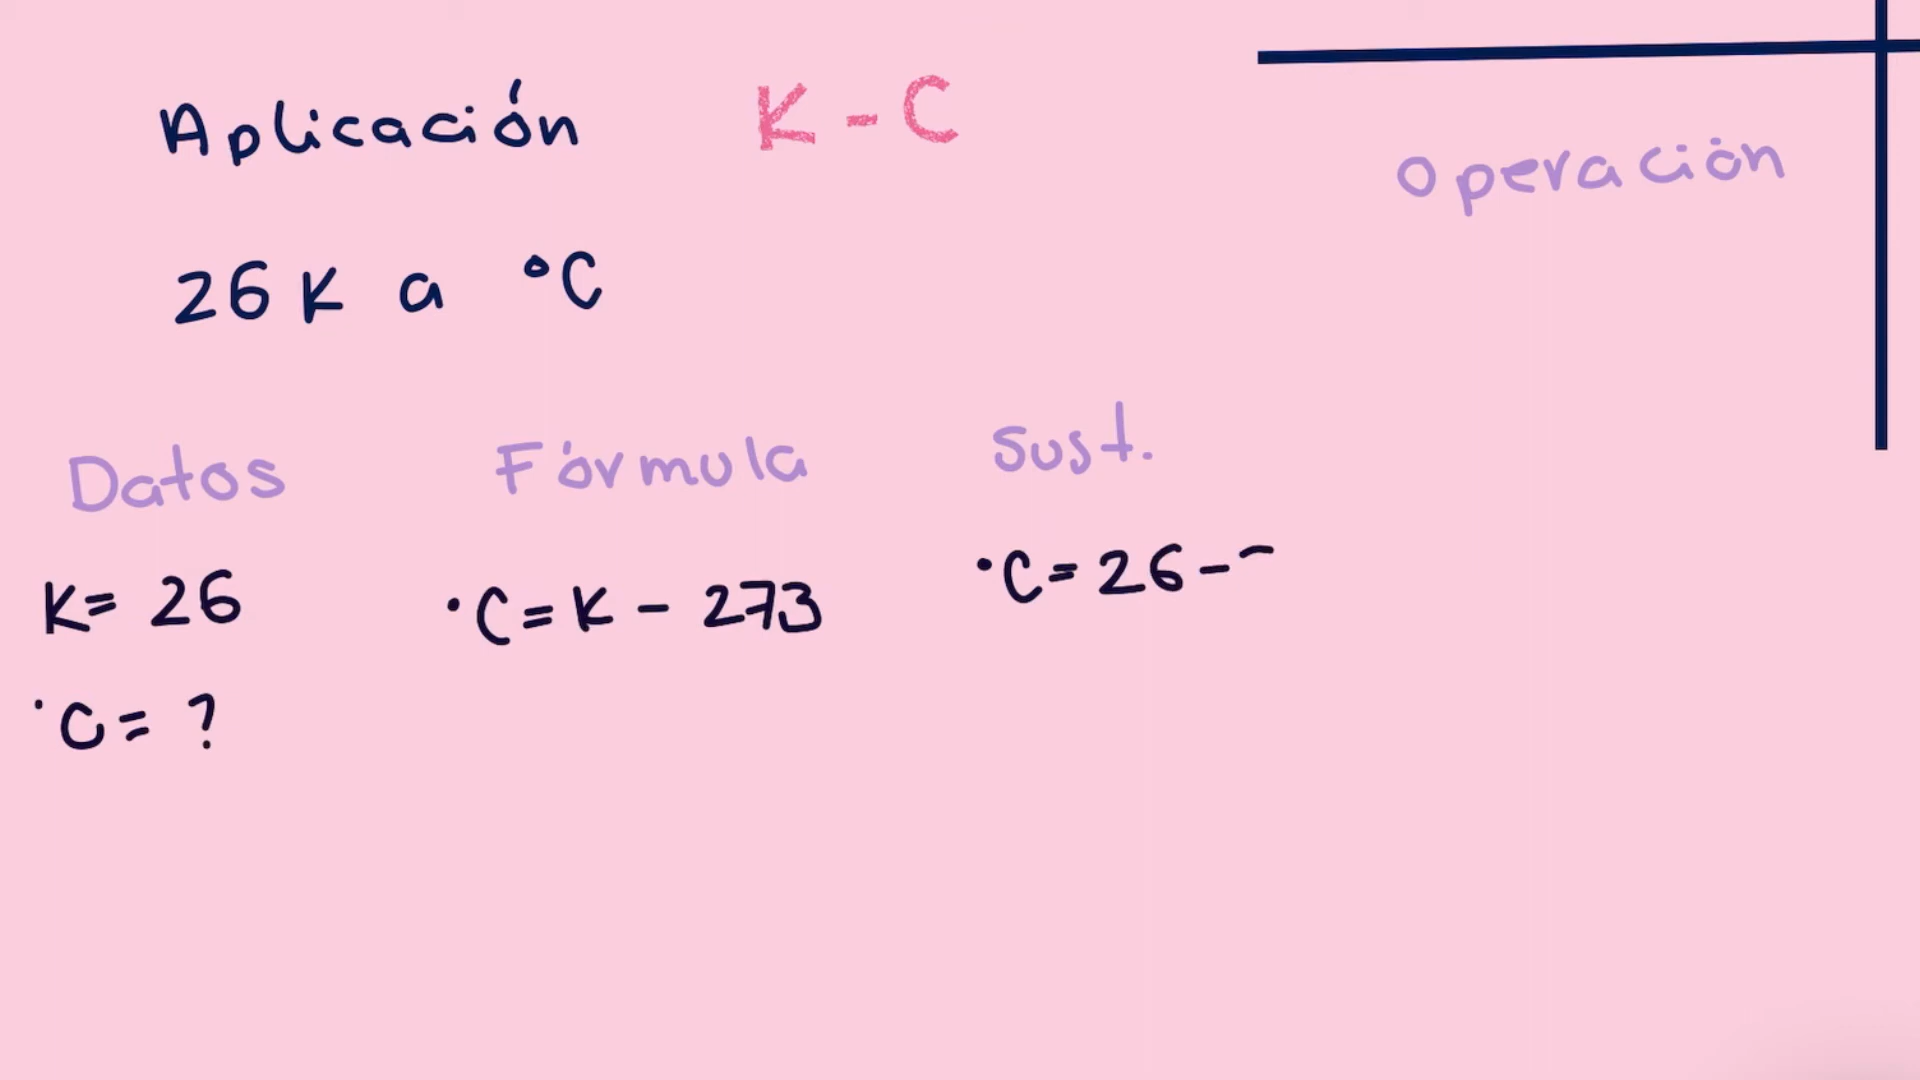 Aplicación K - C
Operación
26 K a °C
Datos Fórmula Sust.
K= 26 °C= K - 273 °C= 26 -
°C= ?